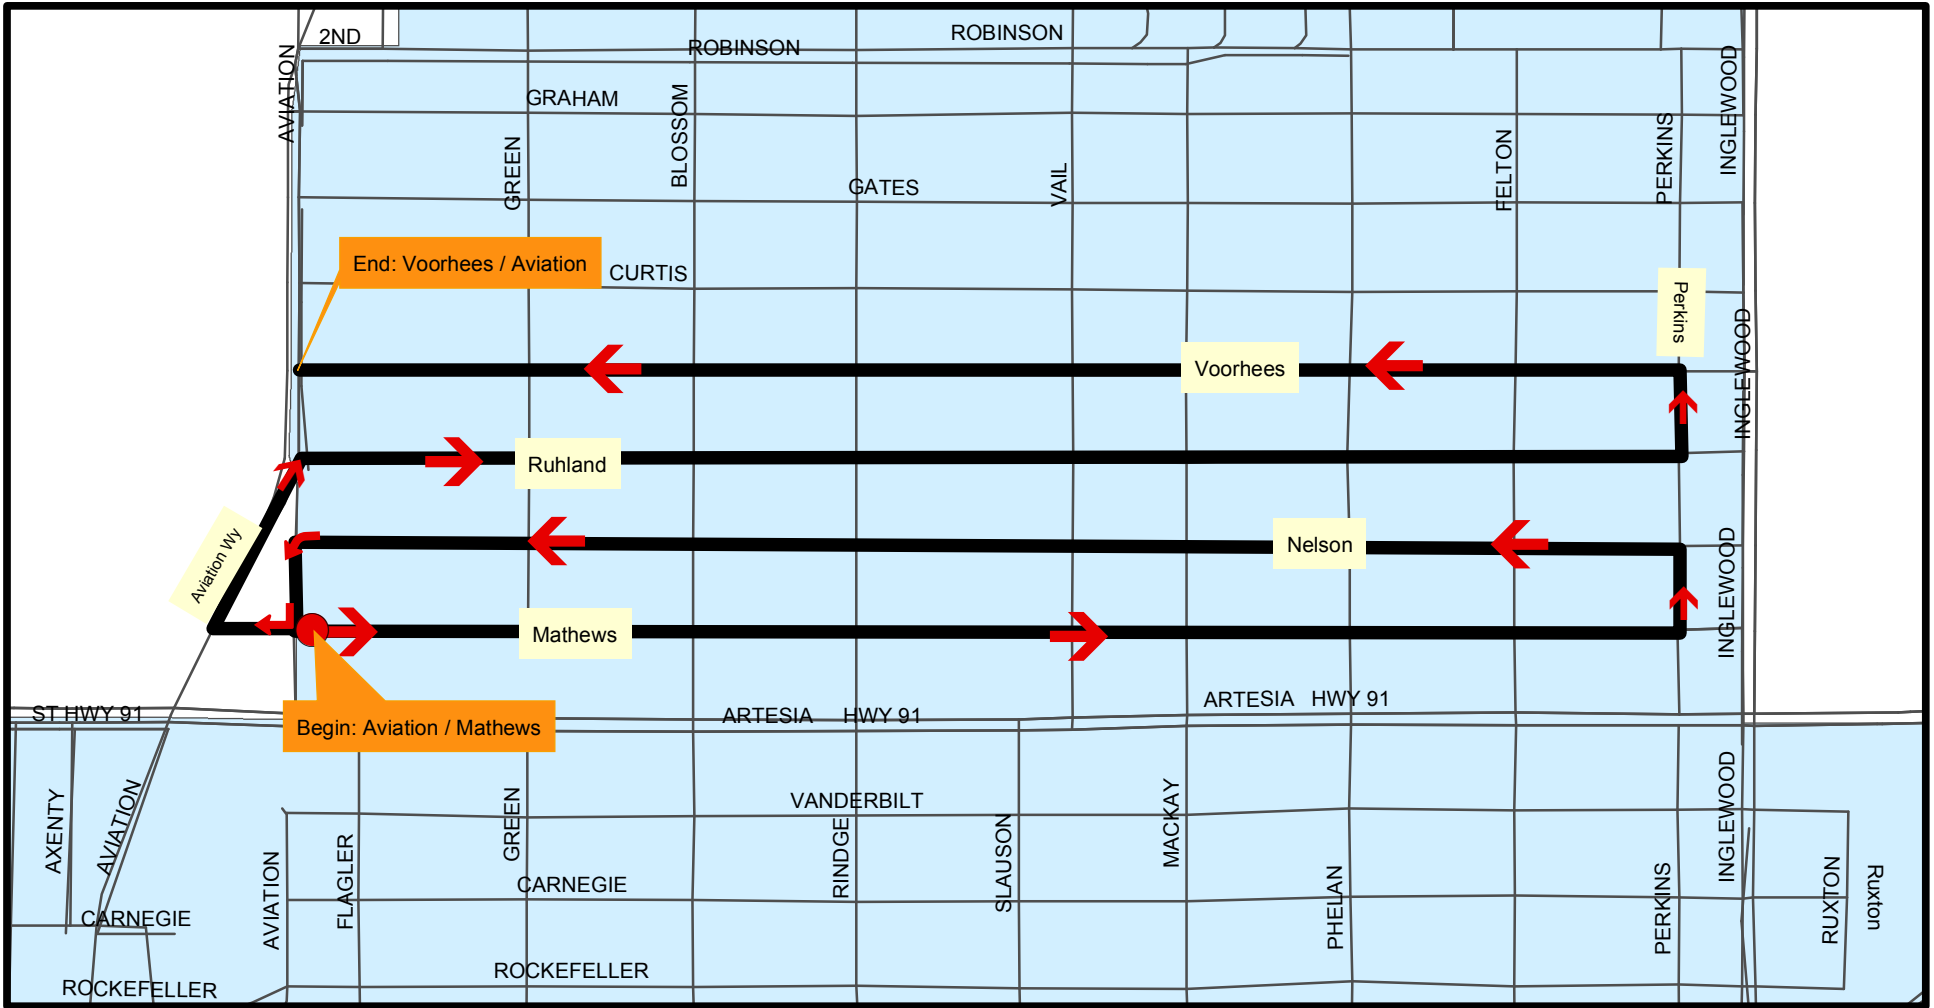 2ND
ROBINSON
ROBINSON
AVIATION
INGLEWOOD
GRAHAM
BLOSSOM
GREEN
VAIL
FELTON
PERKINS
GATES
End: Voorhees / Aviation
CURTIS
Perkins
INGLEWOOD
Voorhees
Ruhland
Aviation Wy
Nelson
INGLEWOOD
Mathews
ST HWY 91
Begin: Aviation / Mathews
ARTESIA HWY 91
ARTESIA HWY 91
AXENTY
AVIATION
AVIATION
FLAGLER
GREEN
VANDERBILT
RINDGE
SLAUSON
MACKAY
PHELAN
PERKINS
INGLEWOOD
RUXTON
Ruxton
CARNEGIE
CARNEGIE
ROCKEFELLER
ROCKEFELLER